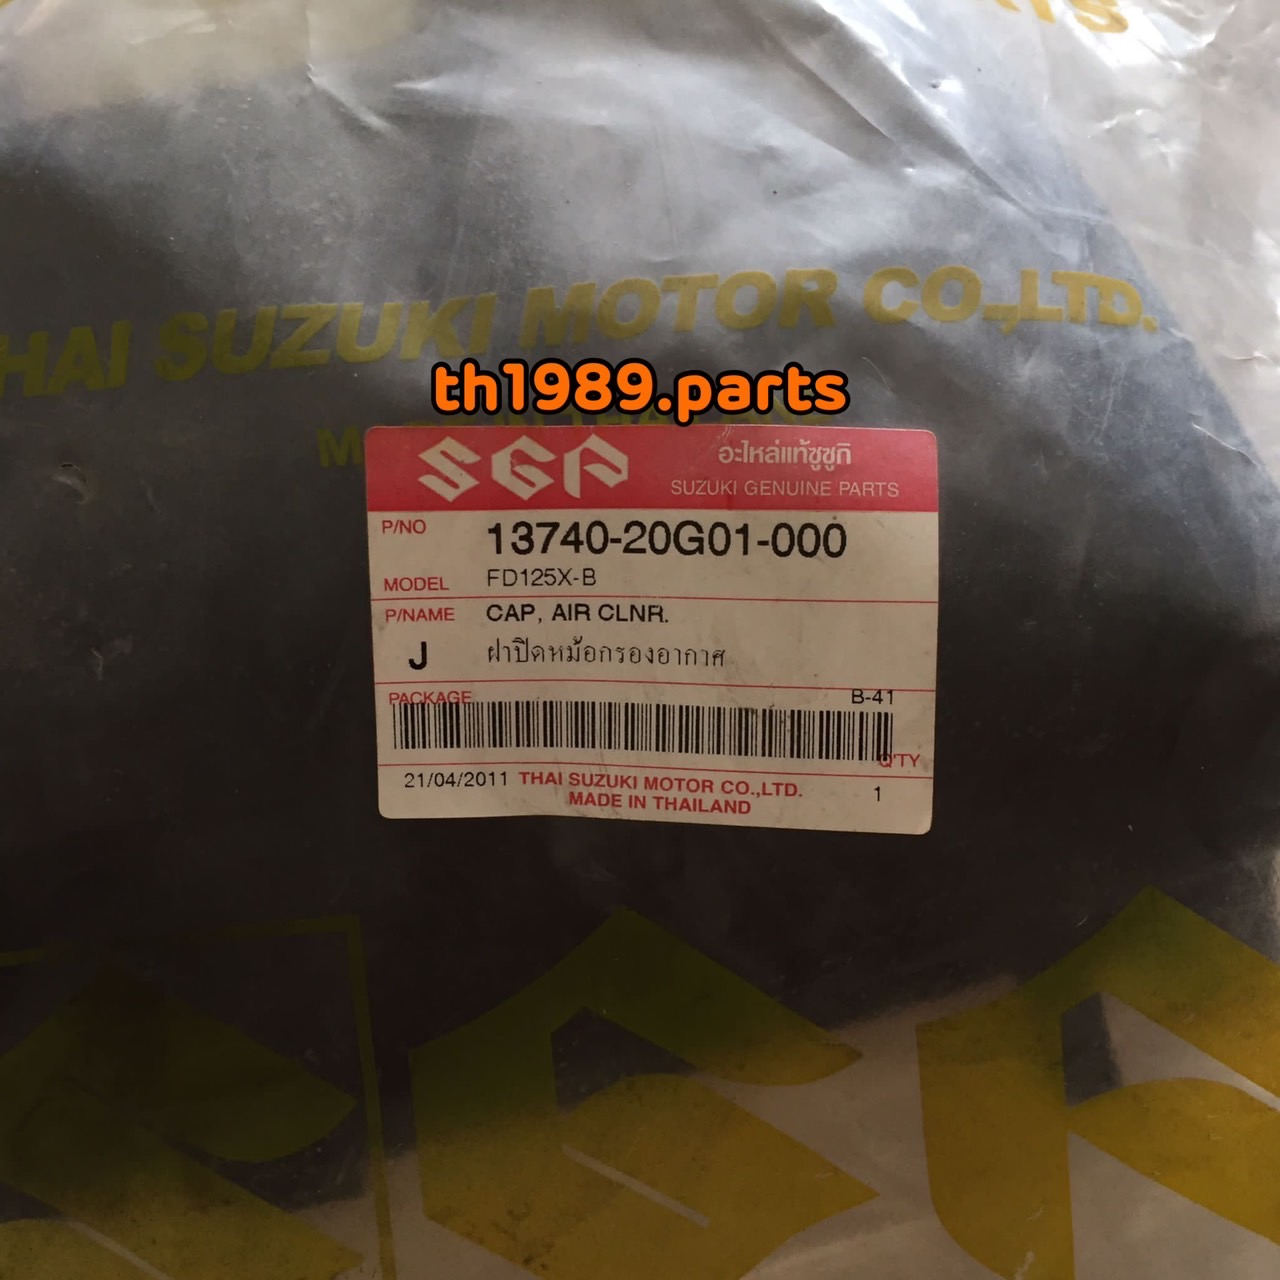 THAI SUZUKI MOTOR CO.,LTD.
th1989.parts
SGP
อะไหล่แท้ซูซูกิ
SUZUKI GENUINE PARTS
P/NO 13740-20G01-000
MODEL FD125X-B
P/NAME CAP, AIR CLNR.
J ฝาปิดหม้อกรองอากาศ
PACKAGE B-41
Q'TY
21/04/2011 THAI SUZUKI MOTOR CO.,LTD. 1
MADE IN THAILAND
SGP